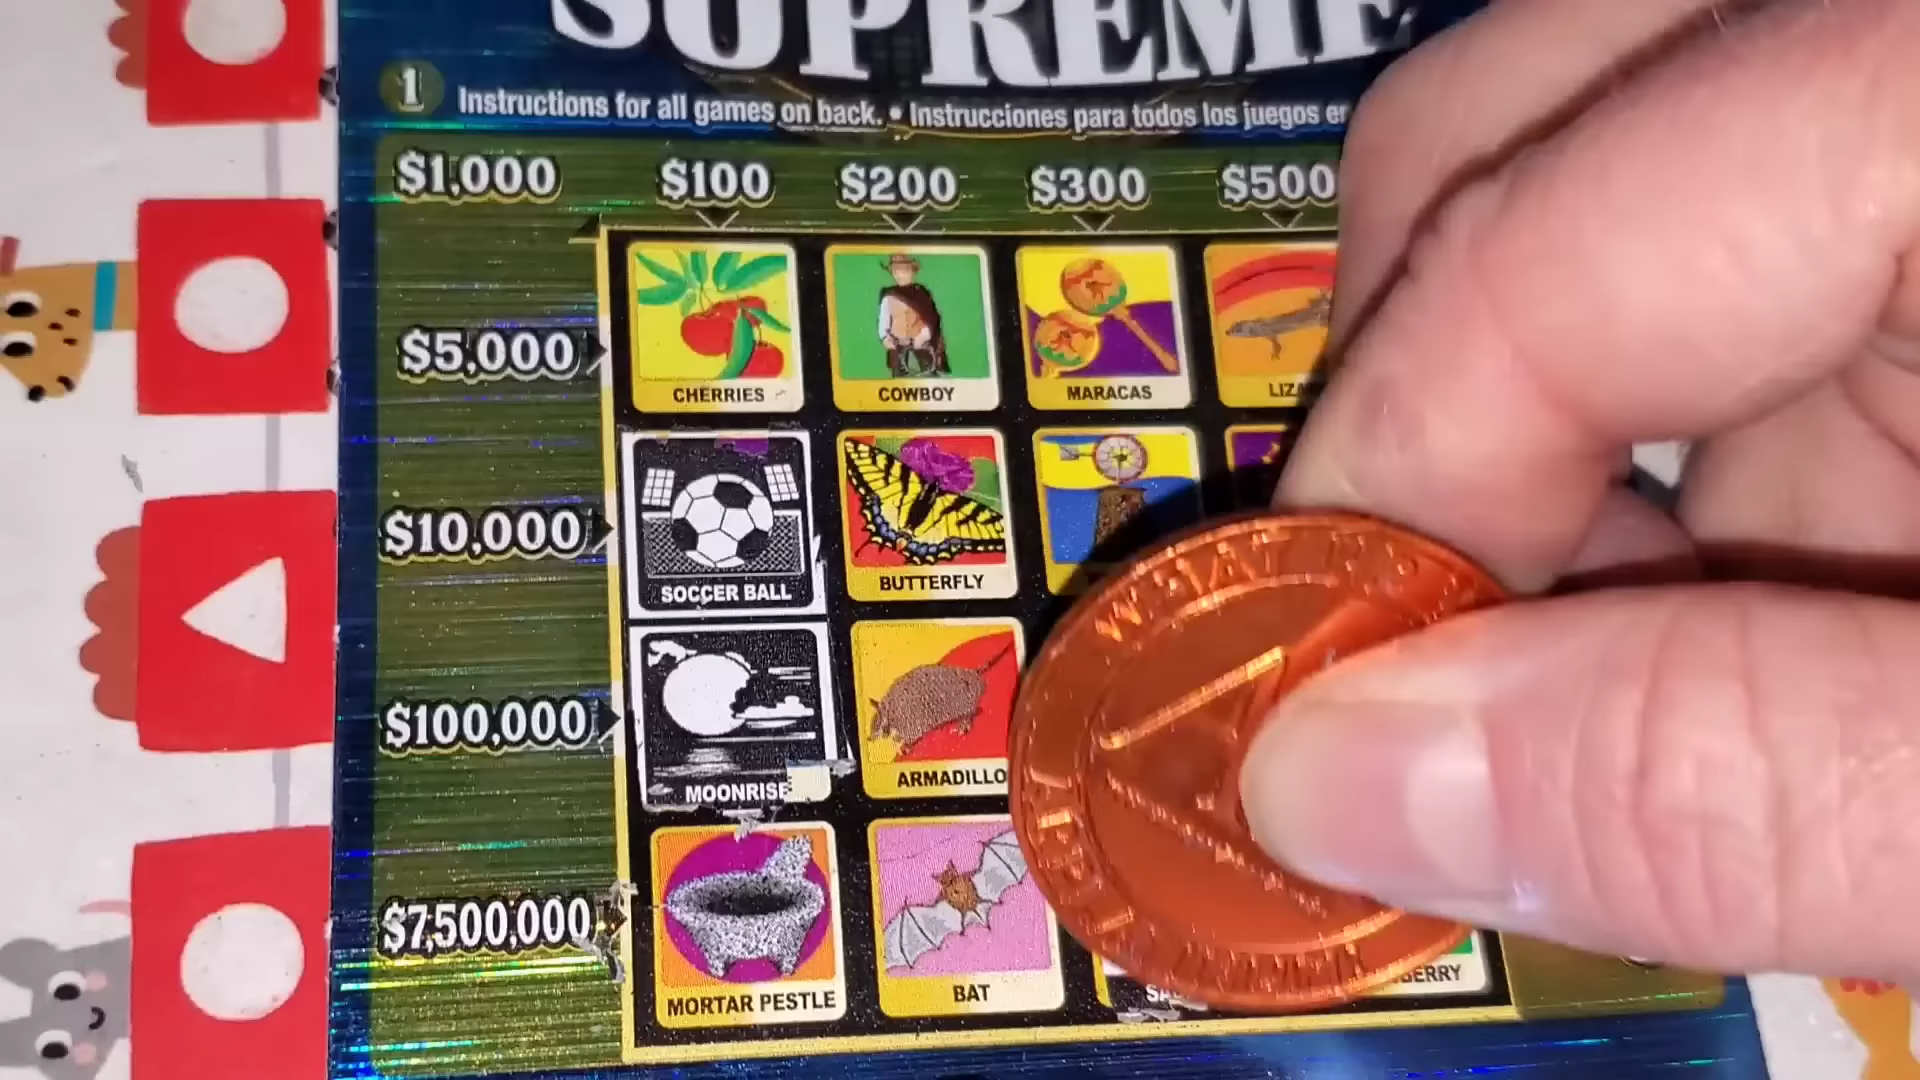 SUPREME
1 Instructions for all games on back. • Instrucciones para todos los juegos
$1,000 $100 $200 $300 $500
$5,000 CHERRIES COWBOY MARACAS
$10,000 SOCCER BALL BUTTERFLY
$100,000 MOONRISE ARMADILLO
$7,500,000 MORTAR PESTLE BAT